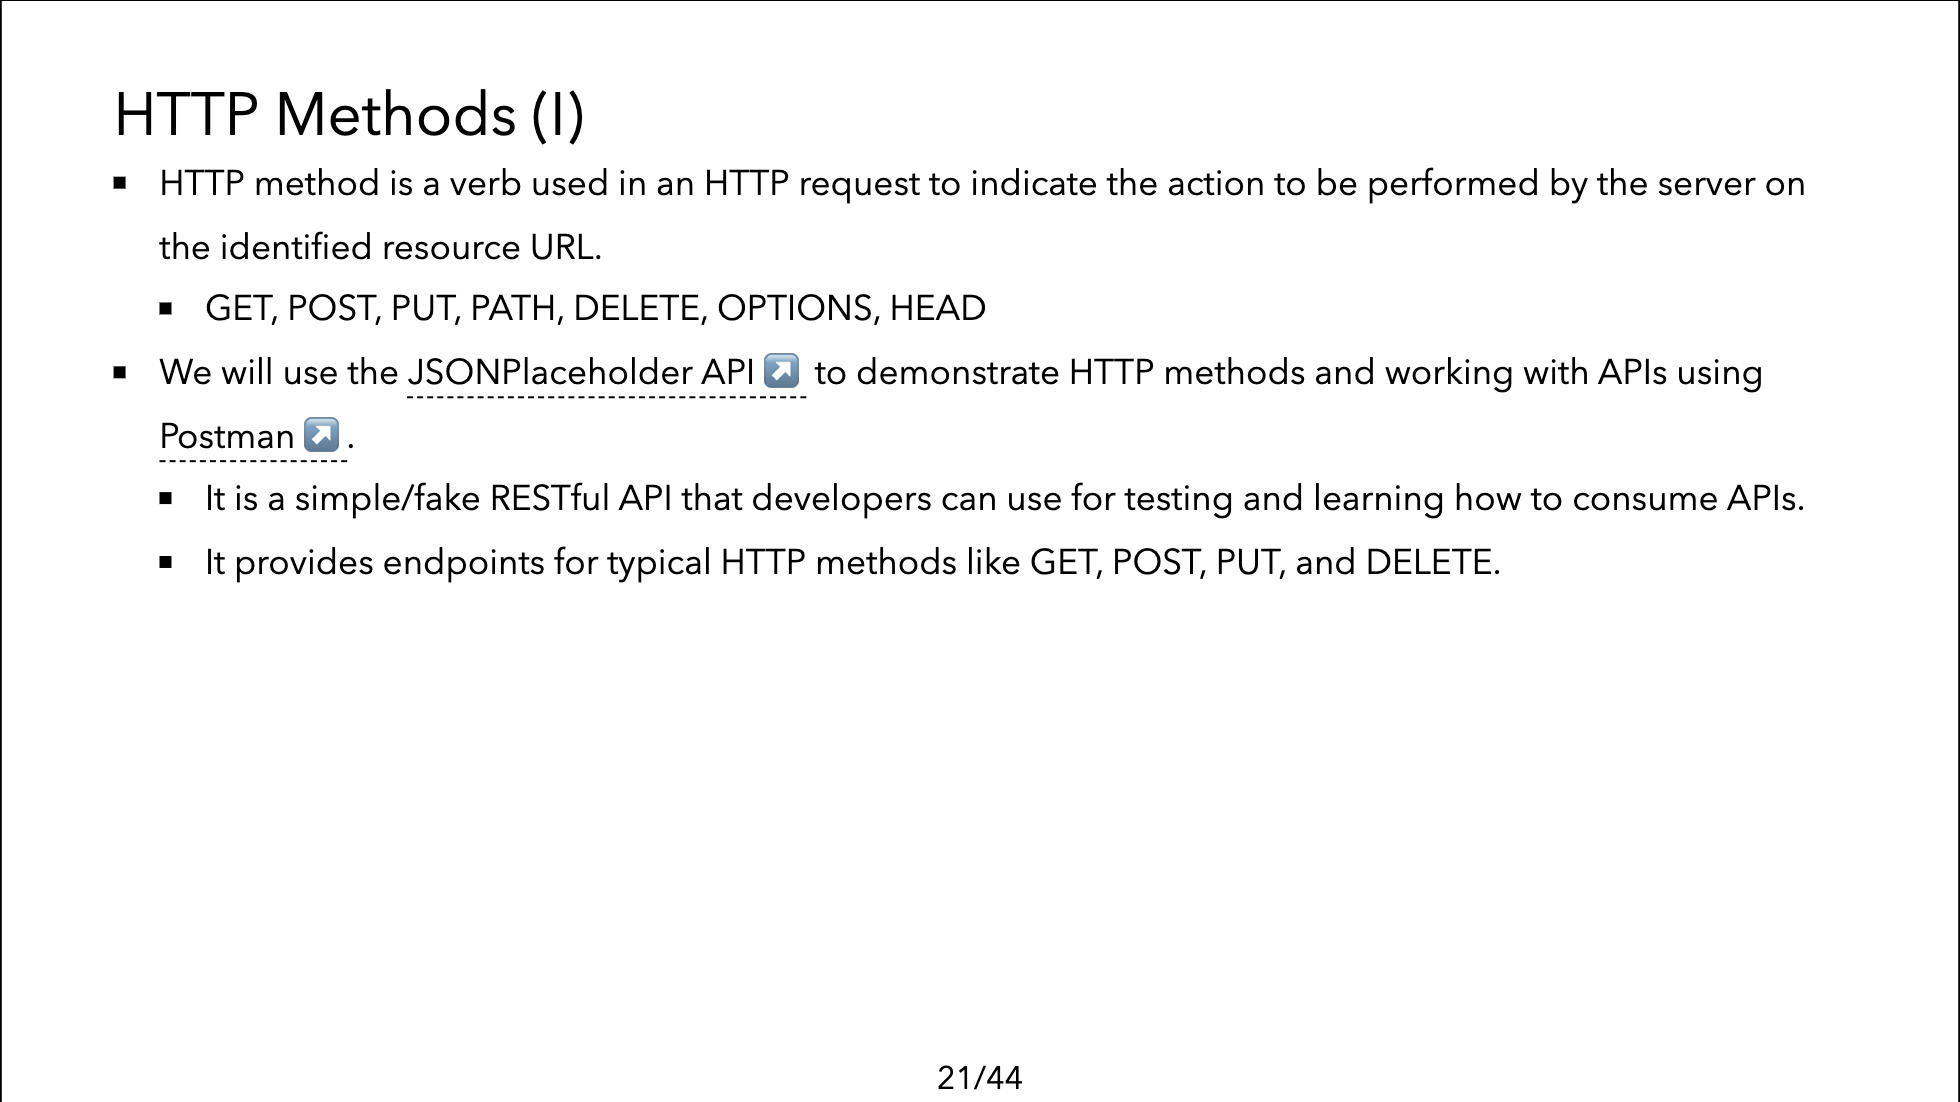 HTTP Methods (I)
▪ HTTP method is a verb used in an HTTP request to indicate the action to be performed by the server on
the identified resource URL.
▪ GET, POST, PUT, PATH, DELETE, OPTIONS, HEAD
▪ We will use the JSONPlaceholder API ↗️ to demonstrate HTTP methods and working with APIs using
Postman ↗️.
▪ It is a simple/fake RESTful API that developers can use for testing and learning how to consume APIs.
▪ It provides endpoints for typical HTTP methods like GET, POST, PUT, and DELETE.
21/44